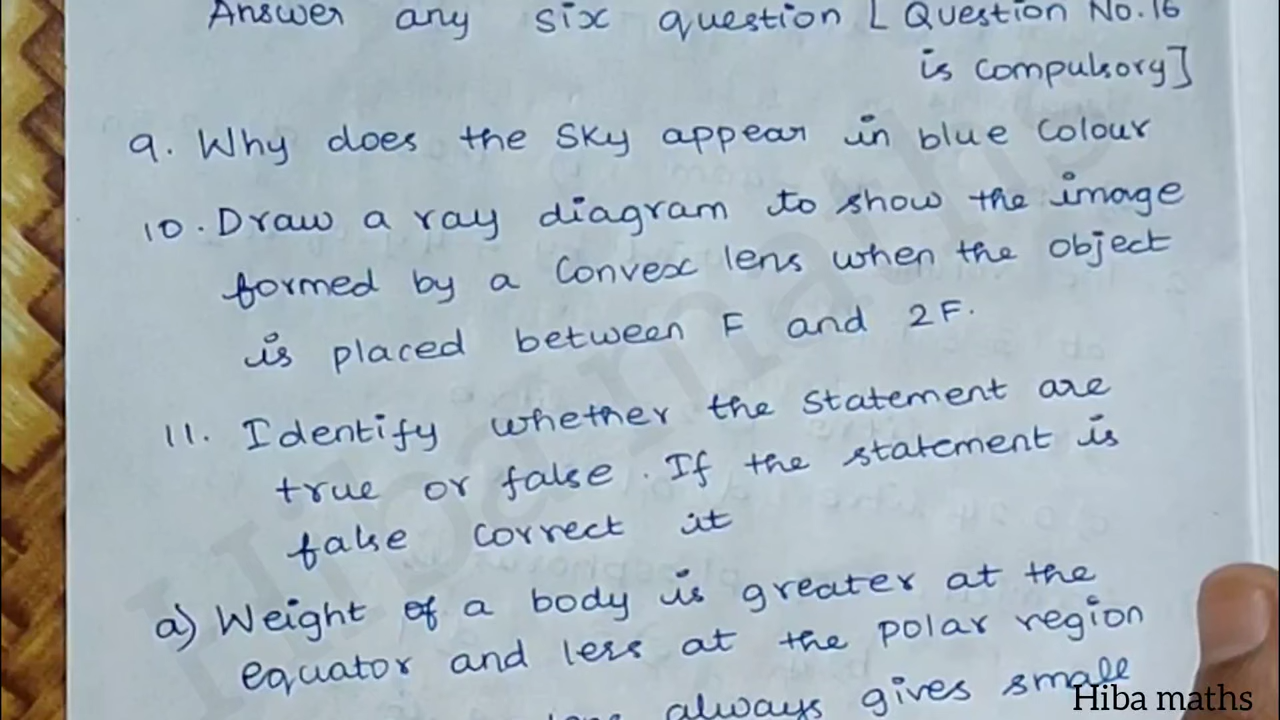 Answer any six question [ Question No.16
is compulsory]
9. Why does the sky appear in blue colour
10. Draw a ray diagram to show the image
formed by a convex lens when the object
is placed between F and 2F.
11. Identify whether the statement are
true or false. If the statement is
false correct it
a) Weight of a body is greater at the
equator and less at the polar region
always gives small
Hiba maths
Hiba maths